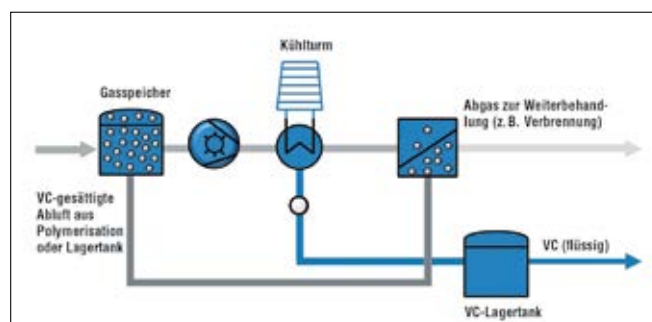 Kühlturm
Gasspeicher
Abgas zur Weiterbehand-
lung (z. B. Verbrennung)
VC-gesättigte
Abluft aus
Polymerisation
oder Lagertank
VC (flüssig)
VC-Lagertank